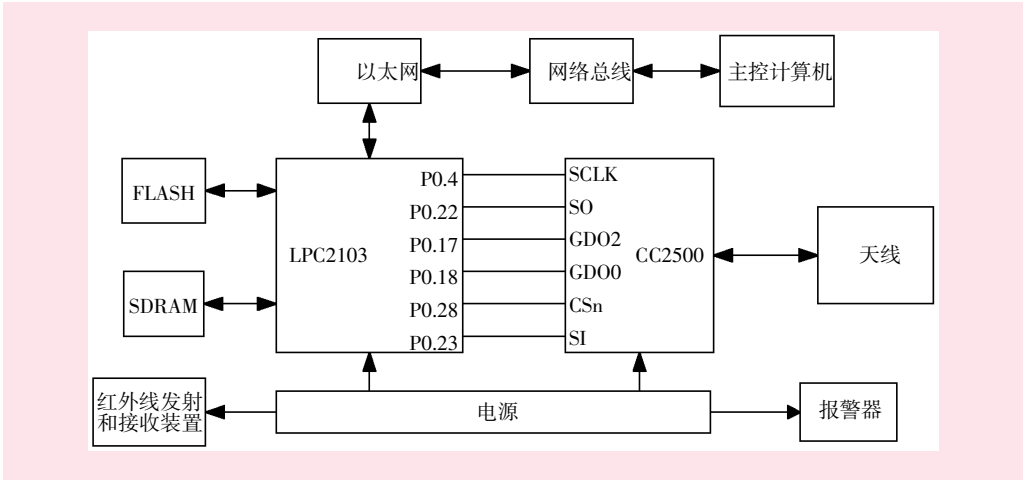 以太网
网络总线
主控计算机
FLASH
SDRAM
LPC2103
P0.4
P0.22
P0.17
P0.18
P0.28
P0.23
SCLK
SO
GDO2
GDO0
CSn
SI
CC2500
天线
红外线发射
和接收装置
电源
报警器